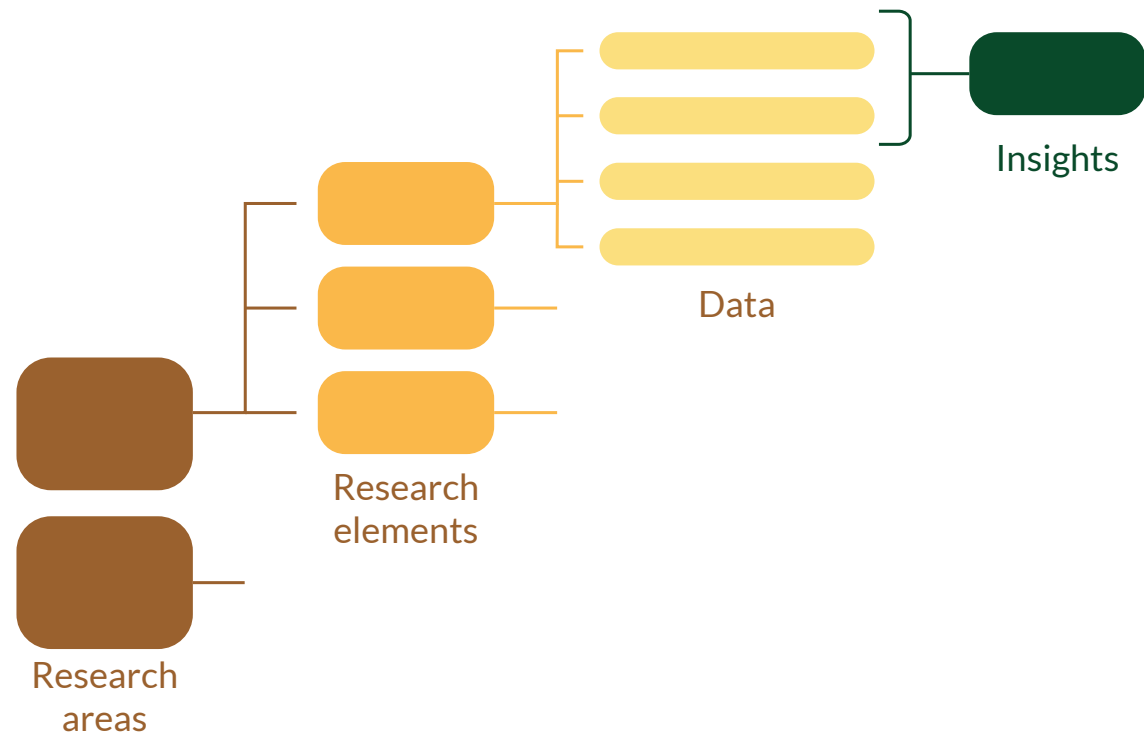 Insights
Data
Research
elements
Research
areas